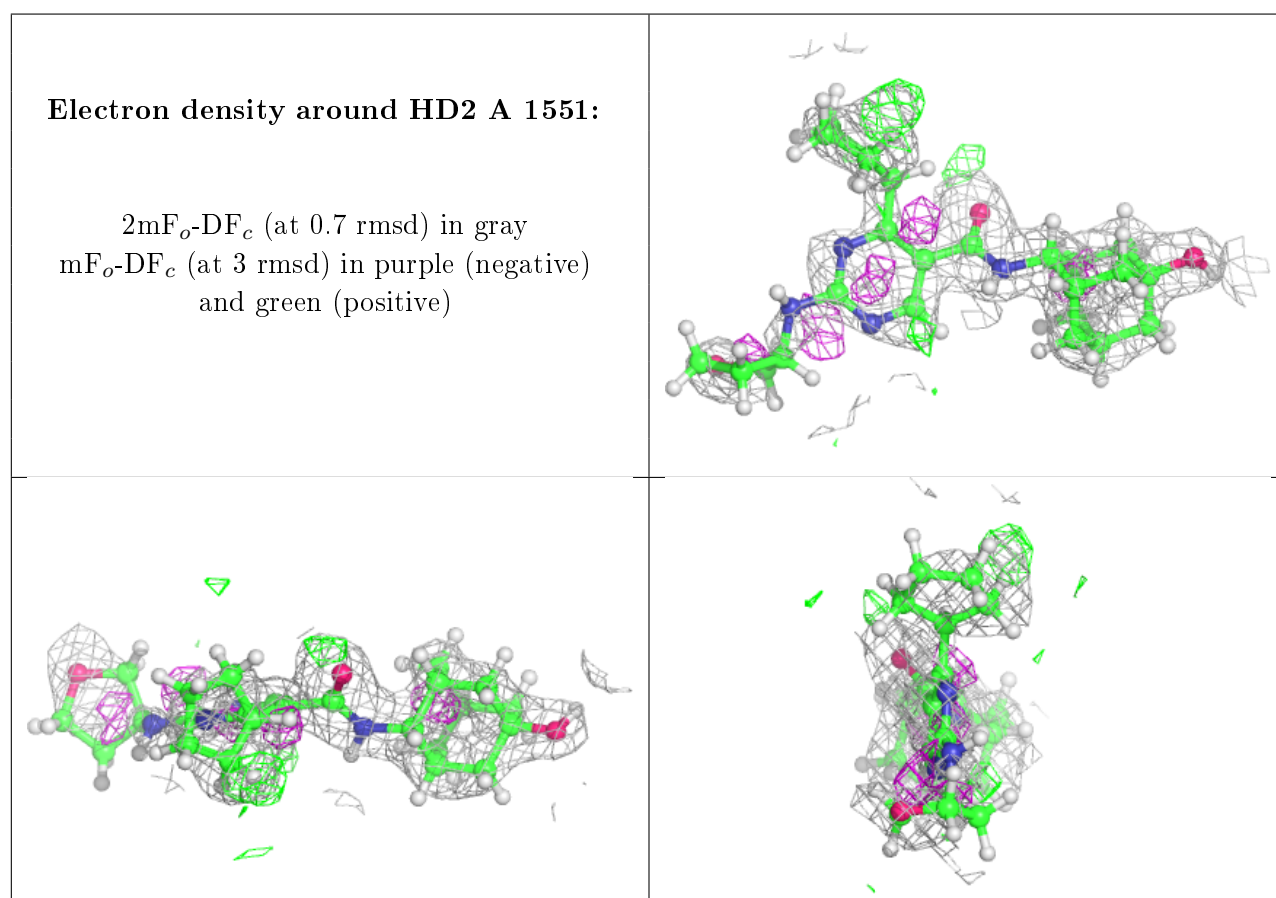 Electron density around HD2 A 1551:
2mFₒ-DF𝒸 (at 0.7 rmsd) in gray
mFₒ-DF𝒸 (at 3 rmsd) in purple (negative)
and green (positive)